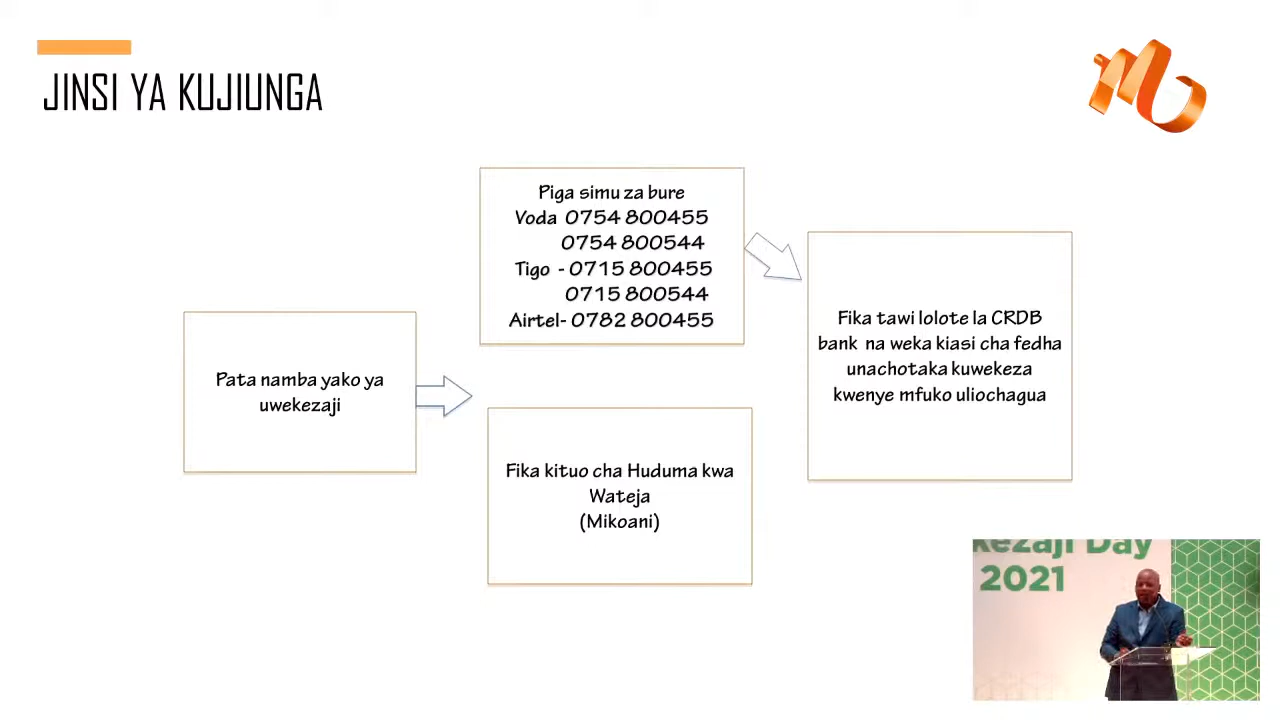 JINSI YA KUJIUNGA
Pata namba yako ya
uwekezaji
Piga simu za bure
Voda 0754 800455
0754 800544
Tigo - 0715 800455
0715 800544
Airtel- 0782 800455
Fika kituo cha Huduma kwa
Wateja
(Mikoani)
Fika tawi lolote la CRDB
bank na weka kiasi cha fedha
unachotaka kuwekeza
kwenye mfuko uliochagua
kezaji Day
2021